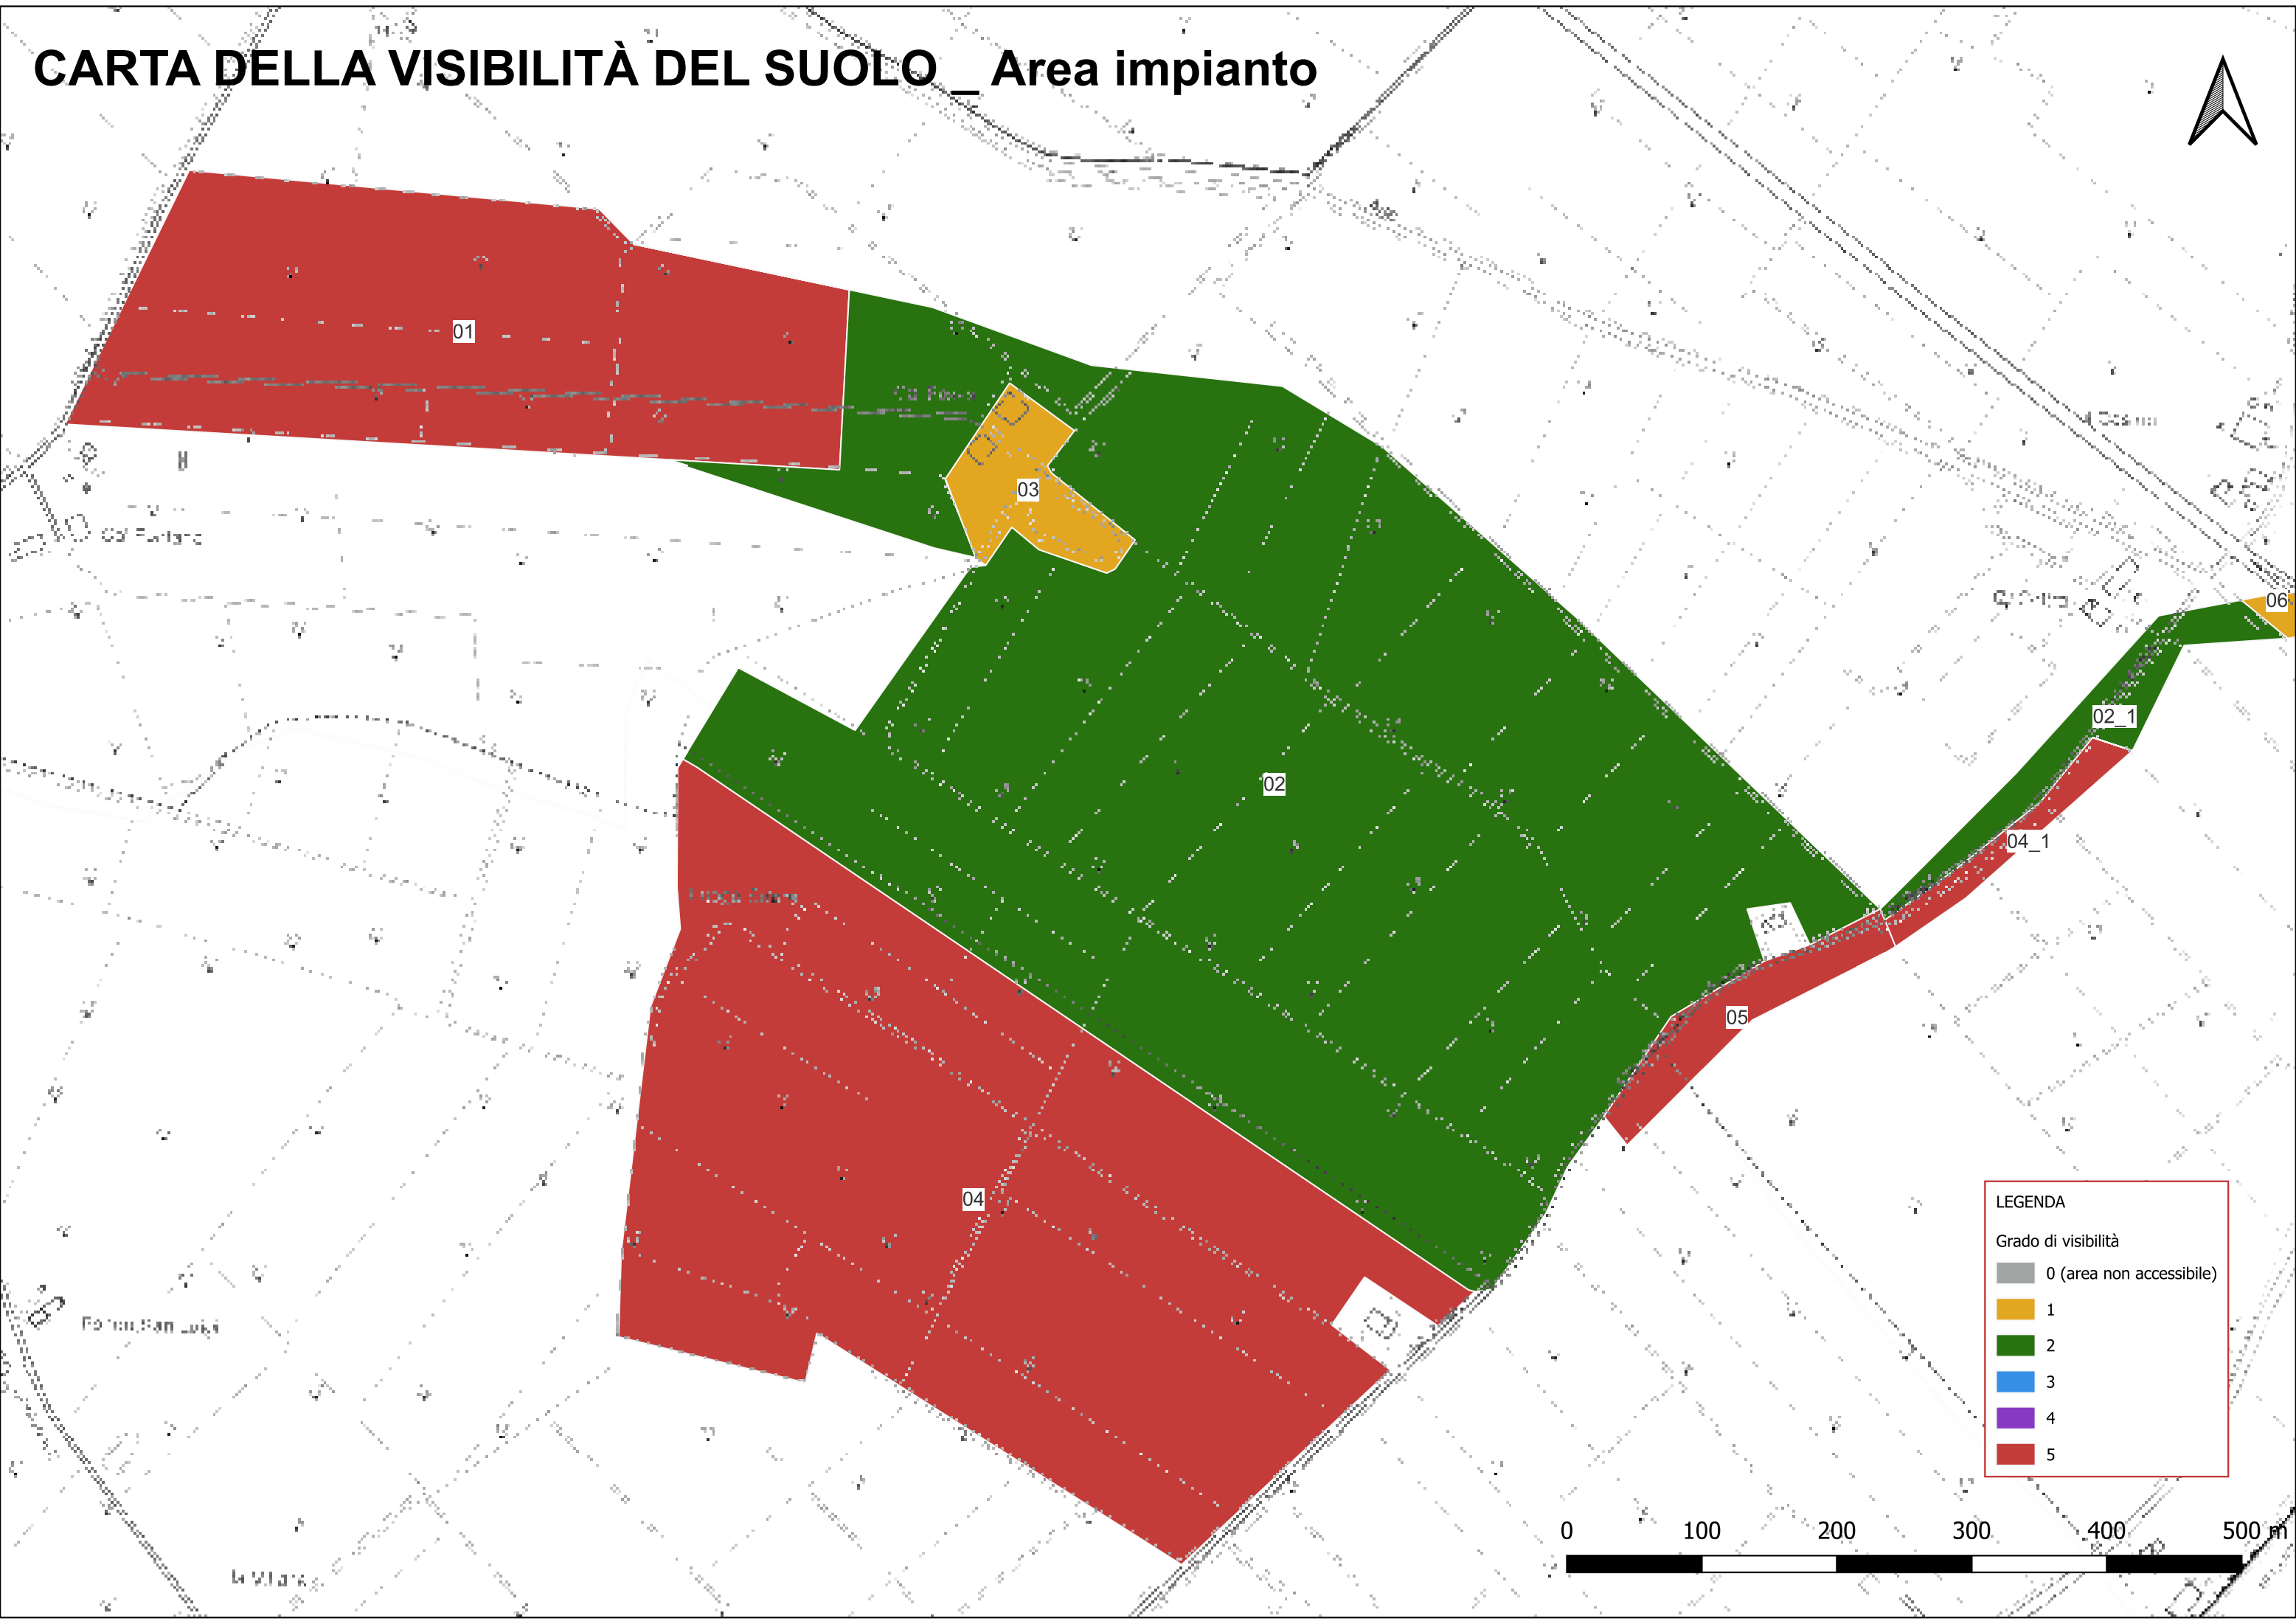 CARTA DELLA VISIBILITÀ DEL SUOLO _ Area impianto
01
03
06
02_1
02
04_1
05
04
LEGENDA
Grado di visibilità
0 (area non accessibile)
1
2
3
4
5
0 100 200 300 400 500 m